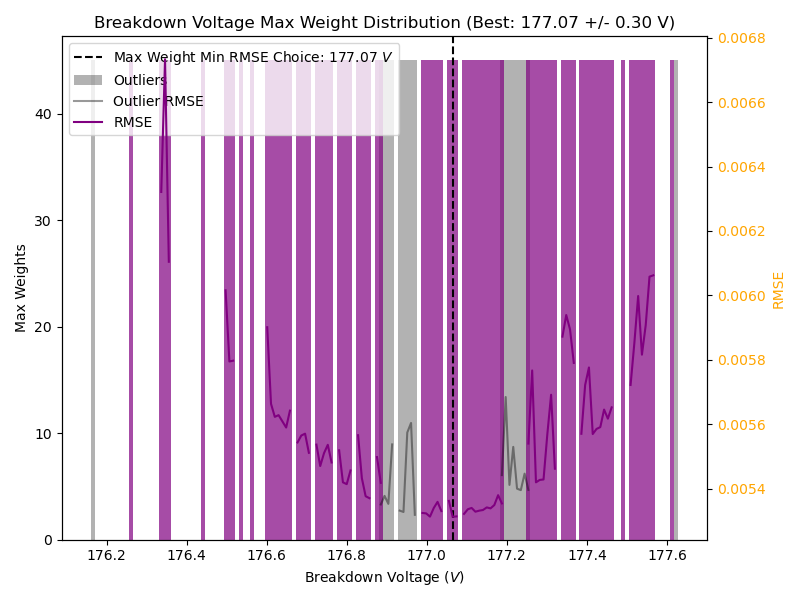 Breakdown Voltage Max Weight Distribution (Best: 177.07 +/- 0.30 V)
Max Weight Min RMSE Choice: 177.07 V
Outliers
Outlier RMSE
RMSE
Max Weights
0
10
20
30
40
RMSE
0.0068
0.0066
0.0064
0.0062
0.0060
0.0058
0.0056
0.0054
176.2 176.4 176.6 176.8 177.0 177.2 177.4 177.6
Breakdown Voltage (V)